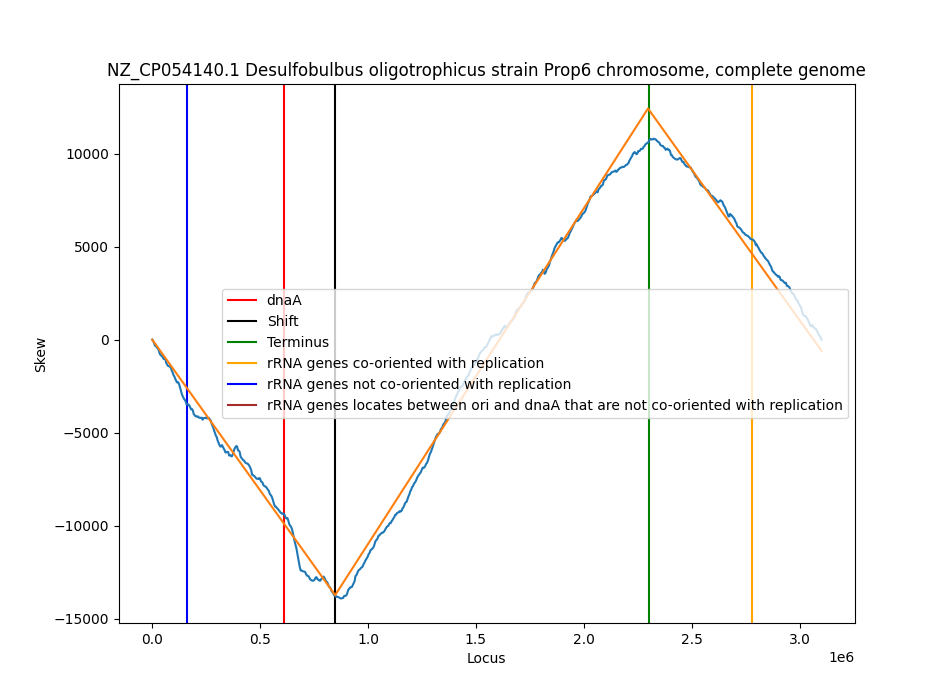 NZ_CP054140.1 Desulfobulbus oligotrophicus strain Prop6 chromosome, complete genome
10000
5000
0
−5000
−10000
−15000
Skew
dnaA
Shift
Terminus
rRNA genes co-oriented with replication
rRNA genes not co-oriented with replication
rRNA genes locates between ori and dnaA that are not co-oriented with replication
0.0 0.5 1.0 1.5 2.0 2.5 3.0
1e6
Locus